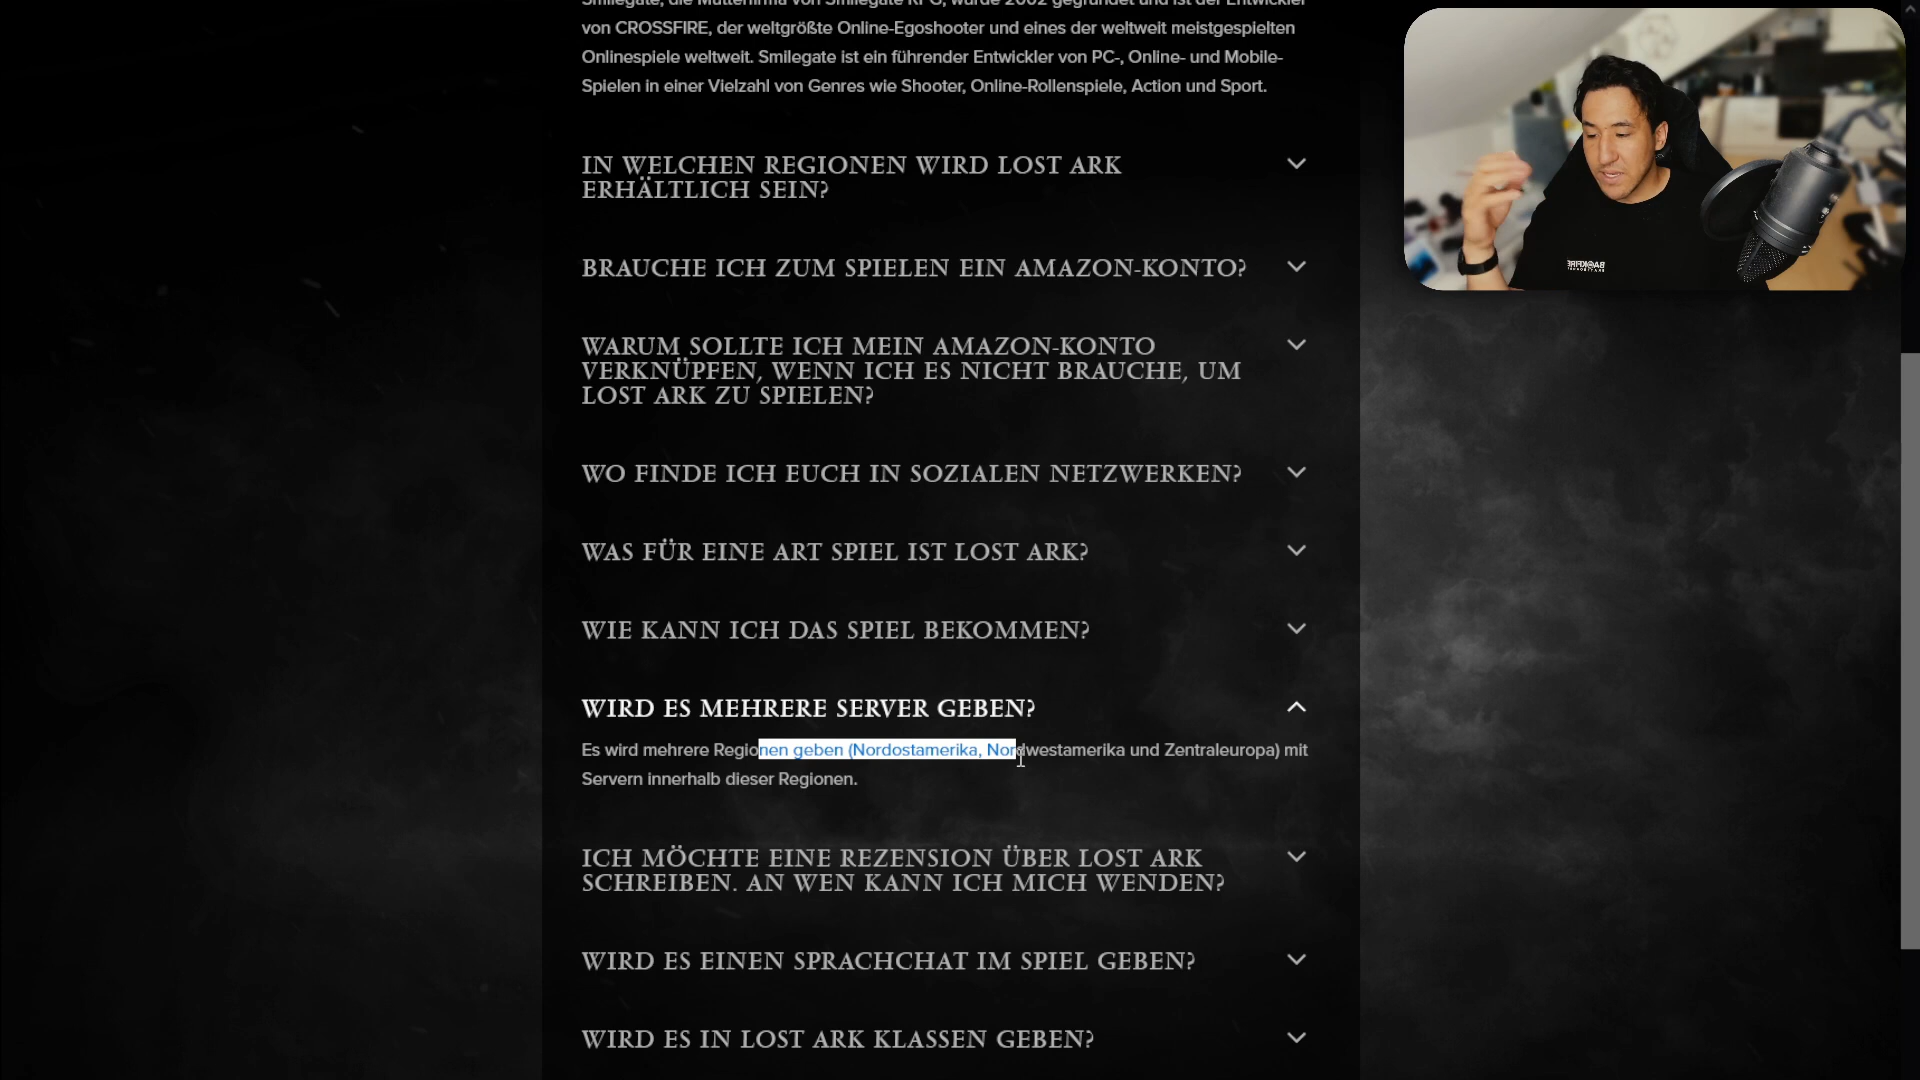 Smilegate, die Mutterfirma von Smilegate RPG, wurde 2002 gegründet und ist der Entwickler
von CROSSFIRE, der weltgrößte Online-Egoshooter und eines der weltweit meistgespielten
Onlinespiele weltweit. Smilegate ist ein führender Entwickler von PC-, Online- und Mobile-
Spielen in einer Vielzahl von Genres wie Shooter, Online-Rollenspiele, Action und Sport.
IN WELCHEN REGIONEN WIRD LOST ARK
ERHÄLTLICH SEIN?
BRAUCHE ICH ZUM SPIELEN EIN AMAZON-KONTO?
WARUM SOLLTE ICH MEIN AMAZON-KONTO
VERKNÜPFEN, WENN ICH ES NICHT BRAUCHE, UM
LOST ARK ZU SPIELEN?
WO FINDE ICH EUCH IN SOZIALEN NETZWERKEN?
WAS FÜR EINE ART SPIEL IST LOST ARK?
WIE KANN ICH DAS SPIEL BEKOMMEN?
WIRD ES MEHRERE SERVER GEBEN?
Es wird mehrere Regionen geben (Nordostamerika, Nordwestamerika und Zentraleuropa) mit
Servern innerhalb dieser Regionen.
ICH MÖCHTE EINE REZENSION ÜBER LOST ARK
SCHREIBEN. AN WEN KANN ICH MICH WENDEN?
WIRD ES EINEN SPRACHCHAT IM SPIEL GEBEN?
WIRD ES IN LOST ARK KLASSEN GEBEN?